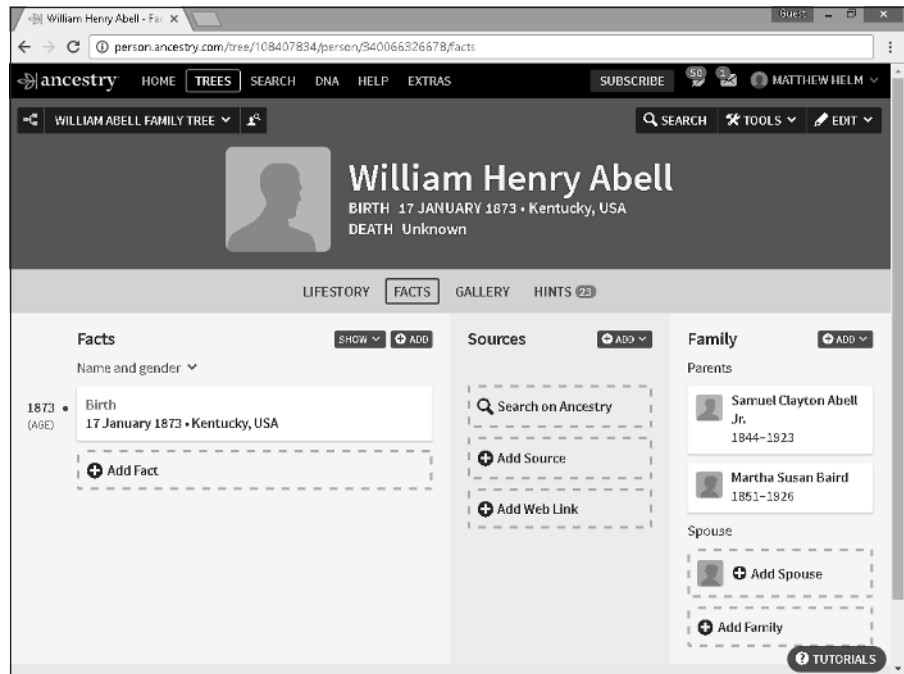 William Henry Abell - Fac
Guest
person.ancestry.com/tree/108407834/person/340066326678/facts
ancestry HOME TREES SEARCH DNA HELP EXTRAS SUBSCRIBE 50 1 MATTHEW HELM
WILLIAM ABELL FAMILY TREE SEARCH TOOLS EDIT
William Henry Abell
BIRTH 17 JANUARY 1873 • Kentucky, USA
DEATH Unknown
LIFESTORY FACTS GALLERY HINTS 23
Facts SHOW ADD
Name and gender
1873
(AGE)
Birth
17 January 1873 • Kentucky, USA
Add Fact
Sources ADD
Search on Ancestry
Add Source
Add Web Link
Family ADD
Parents
Samuel Clayton Abell
Jr.
1844–1923
Martha Susan Baird
1851–1926
Spouse
Add Spouse
Add Family
TUTORIALS